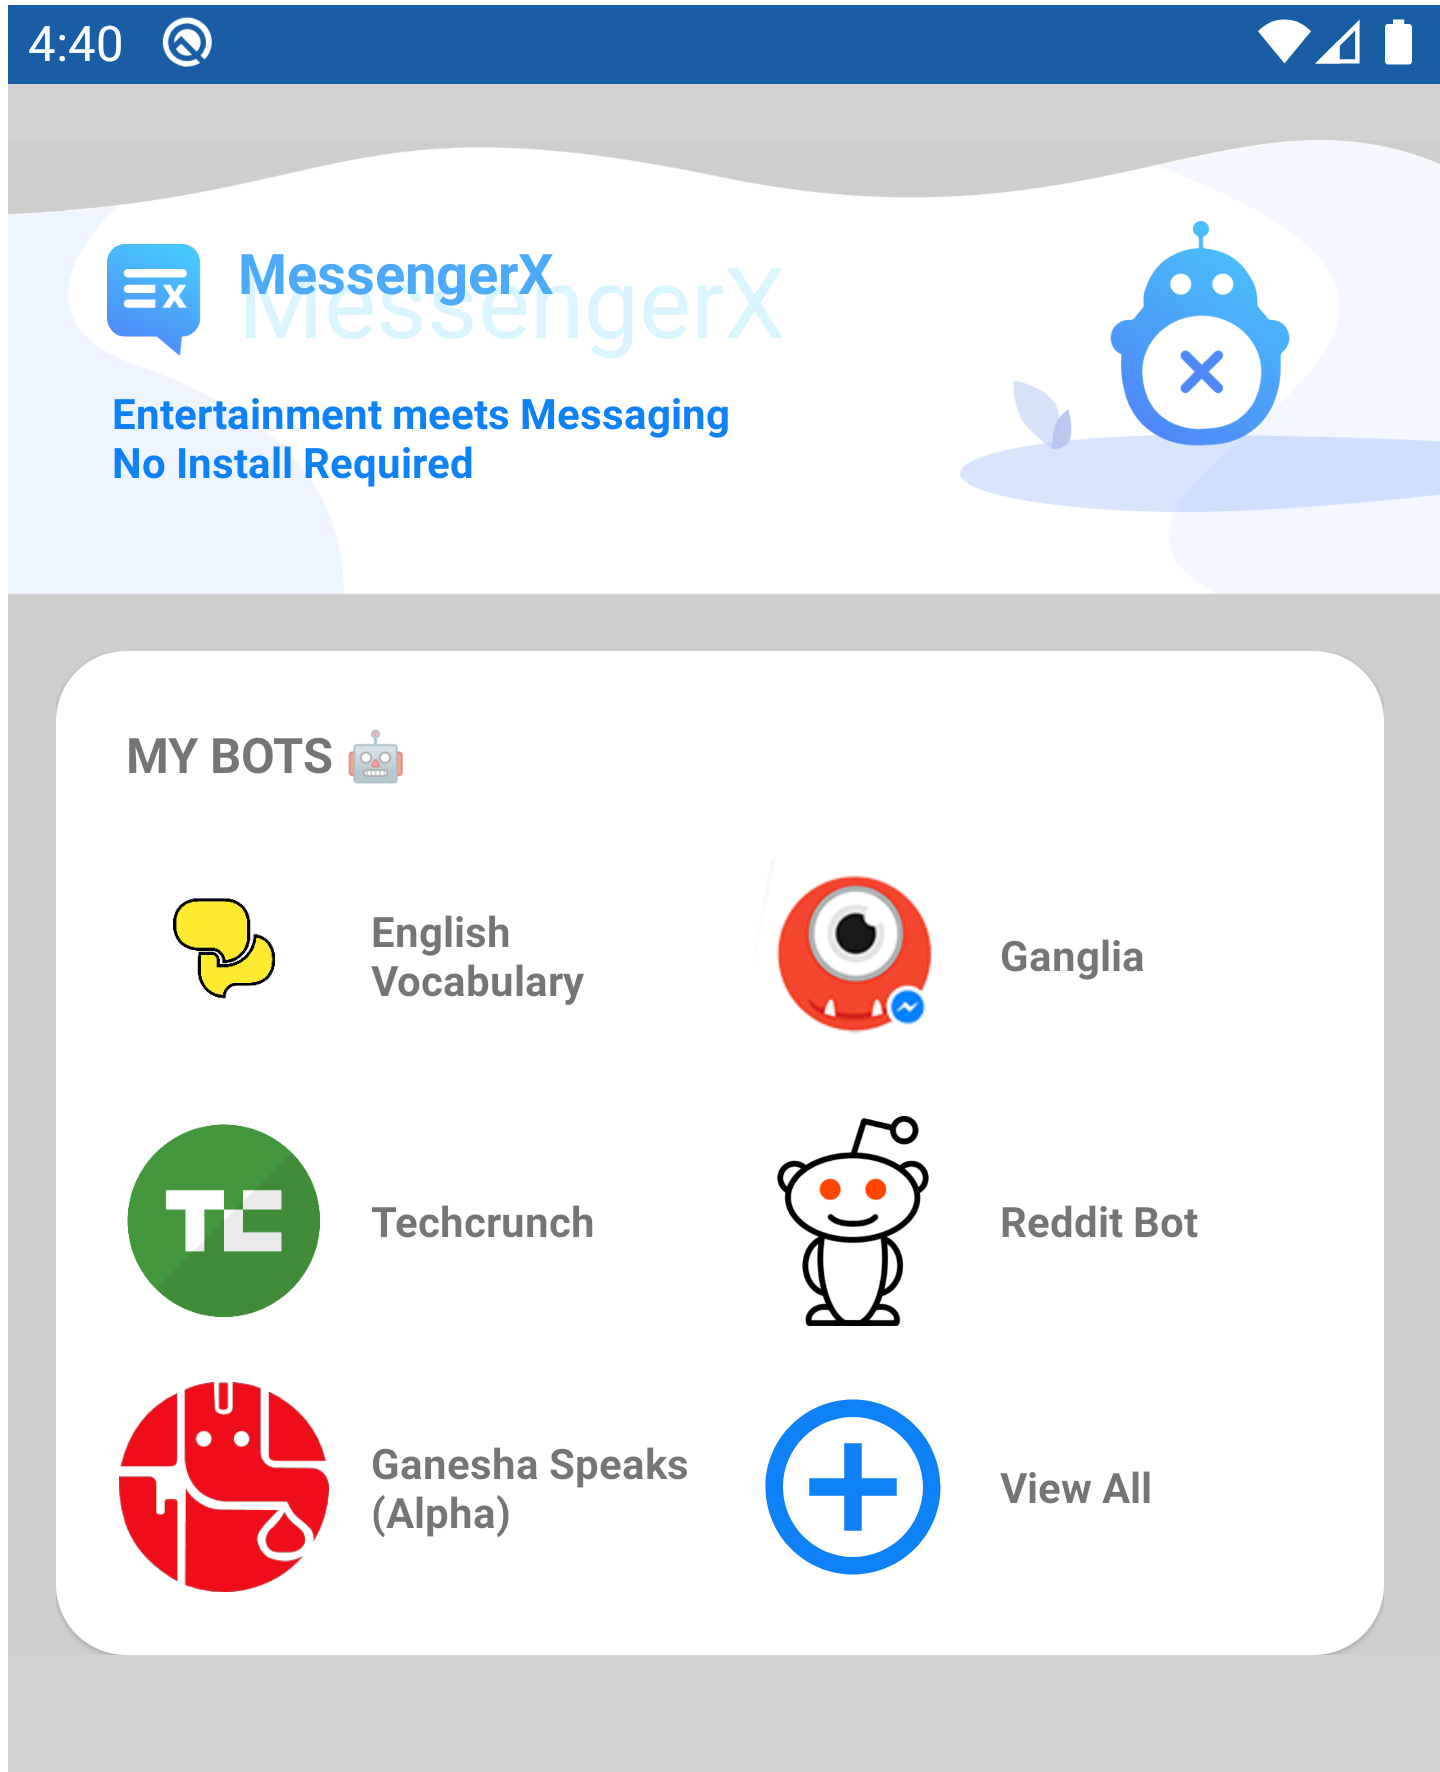 4:40
MessengerX
MessengerX
Entertainment meets Messaging
No Install Required
MY BOTS 🤖
English
Vocabulary
Ganglia
TC
Techcrunch
Reddit Bot
Ganesha Speaks
(Alpha)
View All